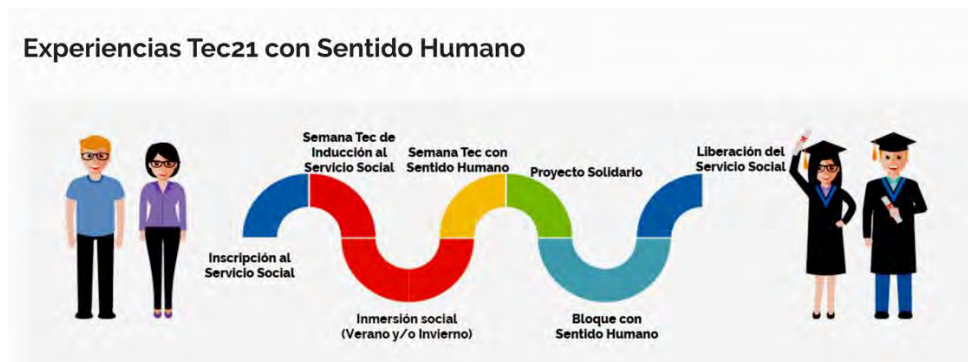 Experiencias Tec21 con Sentido Humano
Inscripción al
Servicio Social
Semana Tec de
Inducción al
Servicio Social
Inmersión social
(Verano y/o Invierno)
Semana Tec con
Sentido Humano
Proyecto Solidario
Bloque con
Sentido Humano
Liberación del
Servicio Social